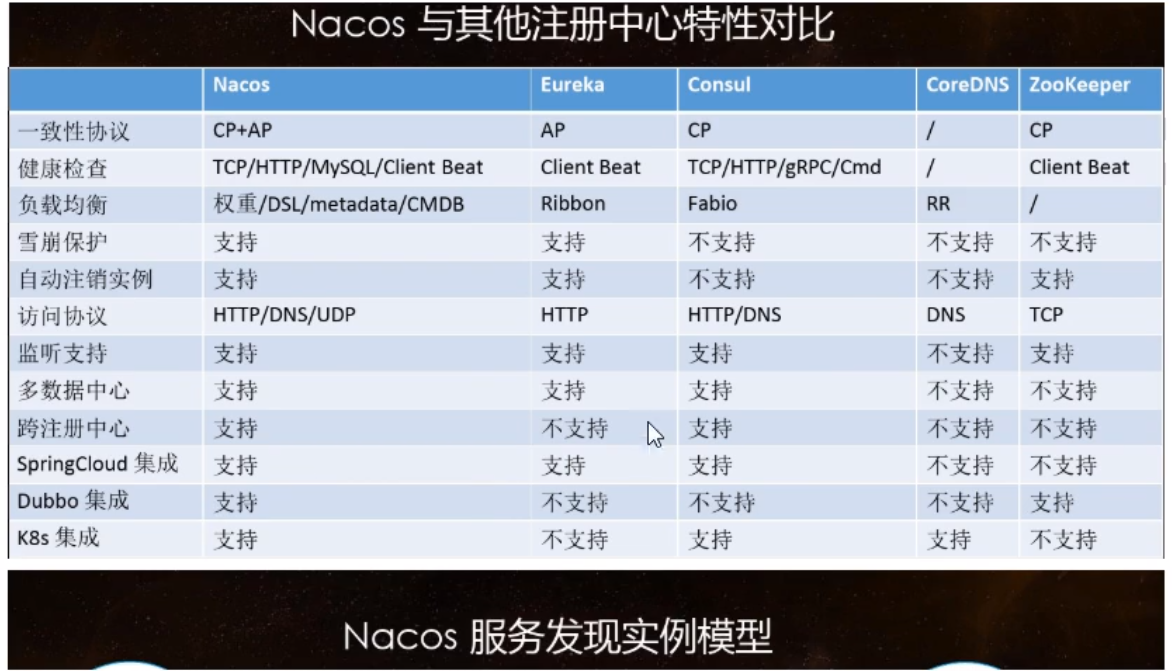 Nacos 与其他注册中心特性对比
Nacos Eureka Consul CoreDNS ZooKeeper
一致性协议 CP+AP AP CP / CP
健康检查 TCP/HTTP/MySQL/Client Beat Client Beat TCP/HTTP/gRPC/Cmd / Client Beat
负载均衡 权重/DSL/metadata/CMDB Ribbon Fabio RR /
雪崩保护 支持 支持 不支持 不支持 不支持
自动注销实例 支持 支持 不支持 不支持 支持
访问协议 HTTP/DNS/UDP HTTP HTTP/DNS DNS TCP
监听支持 支持 支持 支持 不支持 支持
多数据中心 支持 支持 支持 不支持 不支持
跨注册中心 支持 不支持 支持 不支持 不支持
SpringCloud 集成 支持 支持 支持 不支持 不支持
Dubbo 集成 支持 不支持 不支持 不支持 支持
K8s 集成 支持 不支持 支持 支持 不支持
Nacos 服务发现实例模型